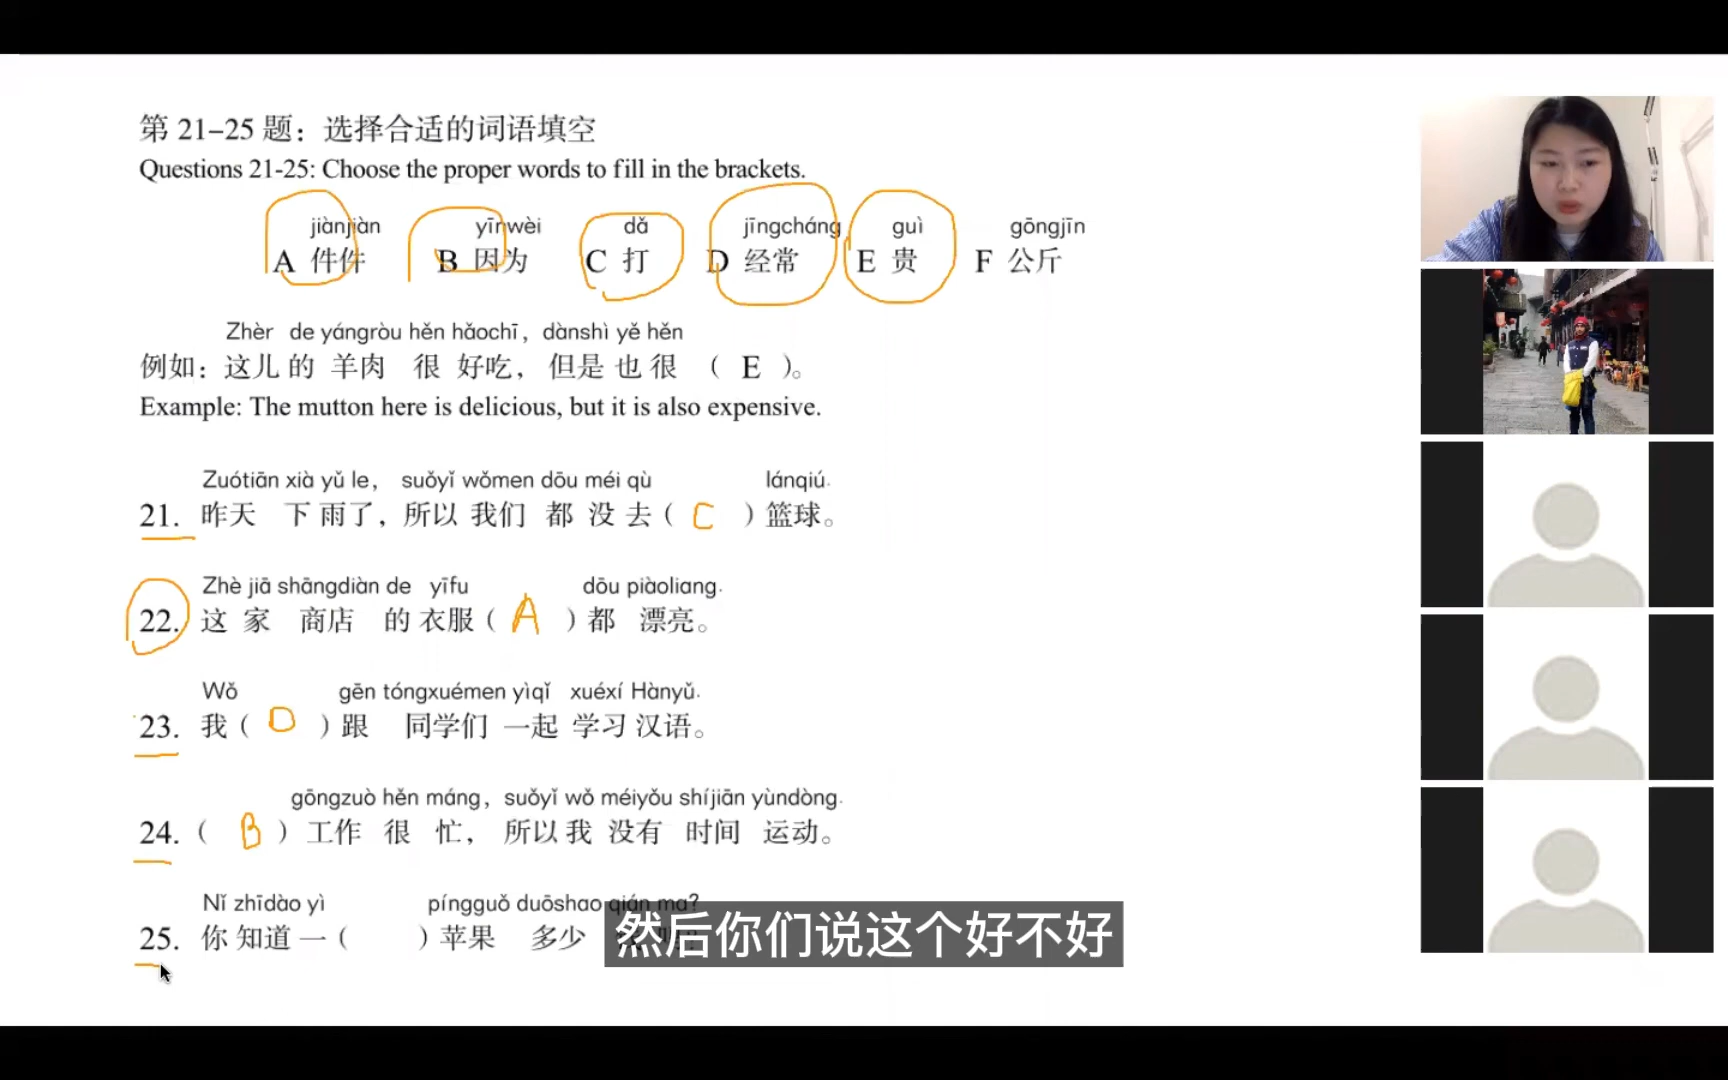 第 21–25 题：选择合适的词语填空
Questions 21-25: Choose the proper words to fill in the brackets.
jiànjiàn yīnwèi dǎ jīngcháng guì gōngjīn
A 件件 B 因为 C 打 D 经常 E 贵 F 公斤
Zhèr de yángròu hěn hǎochī, dànshì yě hěn
例如：这儿的羊肉很好吃，但是也很（ E ）。
Example: The mutton here is delicious, but it is also expensive.
Zuótiān xià yǔ le, suǒyǐ wǒmen dōu méi qù lánqiú.
21. 昨天下雨了，所以我们都没去（ C ）篮球。
Zhè jiā shāngdiàn de yīfu dōu piàoliang.
22. 这家商店的衣服（ A ）都漂亮。
Wǒ gēn tóngxuémen yìqǐ xuéxí Hànyǔ.
23. 我（ D ）跟同学们一起学习汉语。
gōngzuò hěn máng, suǒyǐ wǒ méiyǒu shíjiān yùndòng.
24.（ B ）工作很忙，所以我没有时间运动。
Nǐ zhīdào yì píngguǒ duōshao qián ma?
25. 你知道一（ ）苹果多少
然后你们说这个好不好